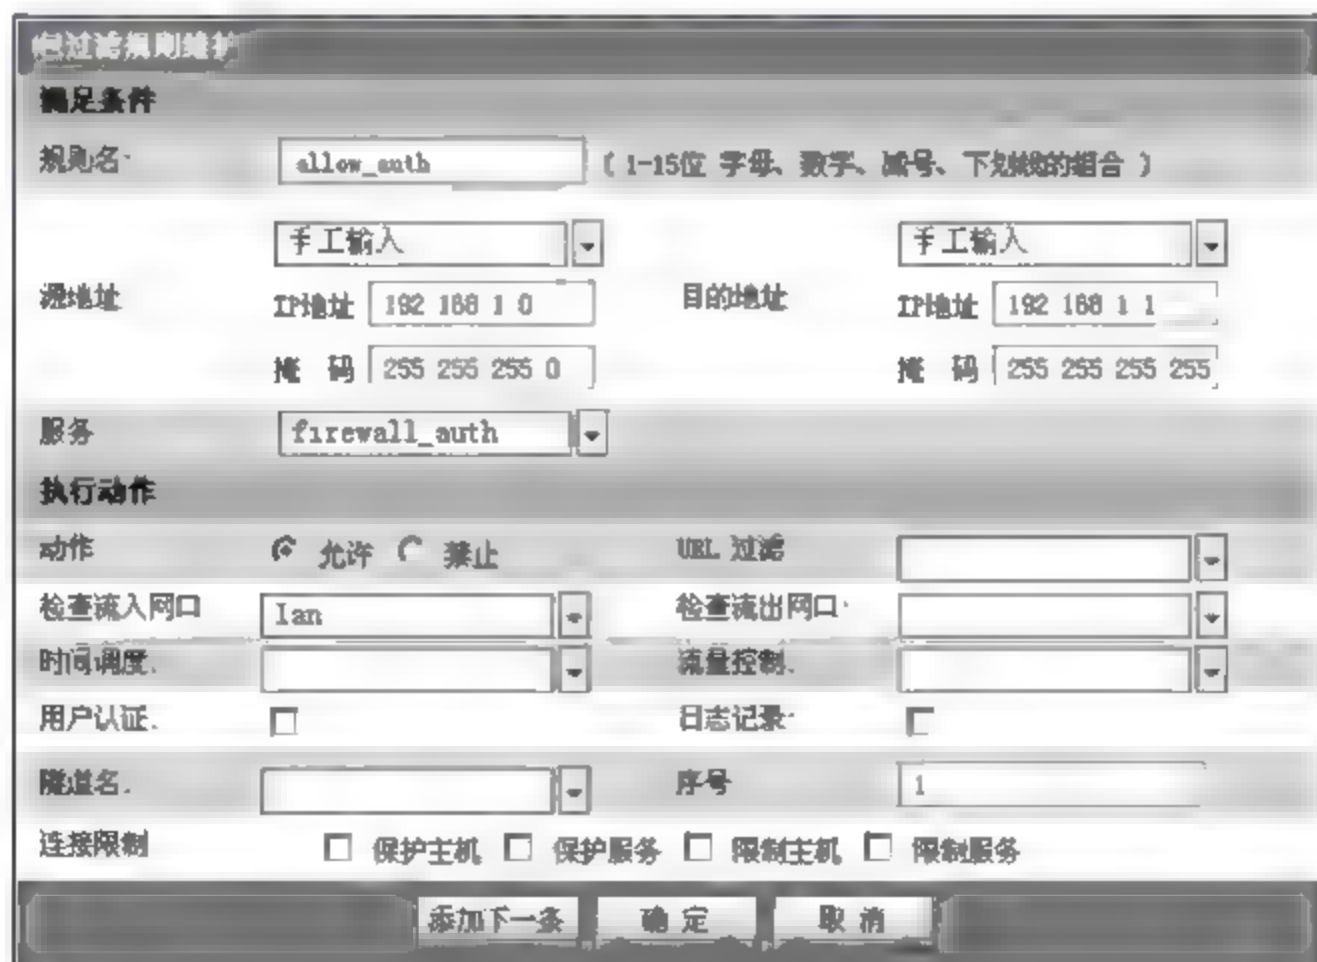 包过滤规则维护
满足条件
规则名: allow_auth (1-15位 字母、数字、减号、下划线的组合)
手工输入 手工输入
源地址 IP地址 192 168 1 0 目的地址 IP地址 192 168 1 1
掩 码 255 255 255 0 掩 码 255 255 255 255
服务 firewall_auth
执行动作
动作 允许 禁止 URL 过滤
检查流入网口 lan 检查流出网口:
时间调度: 流量控制:
用户认证: 日志记录:
隧道名: 序号 1
连接限制 保护主机 保护服务 限制主机 限制服务
添加下一条 确 定 取 消